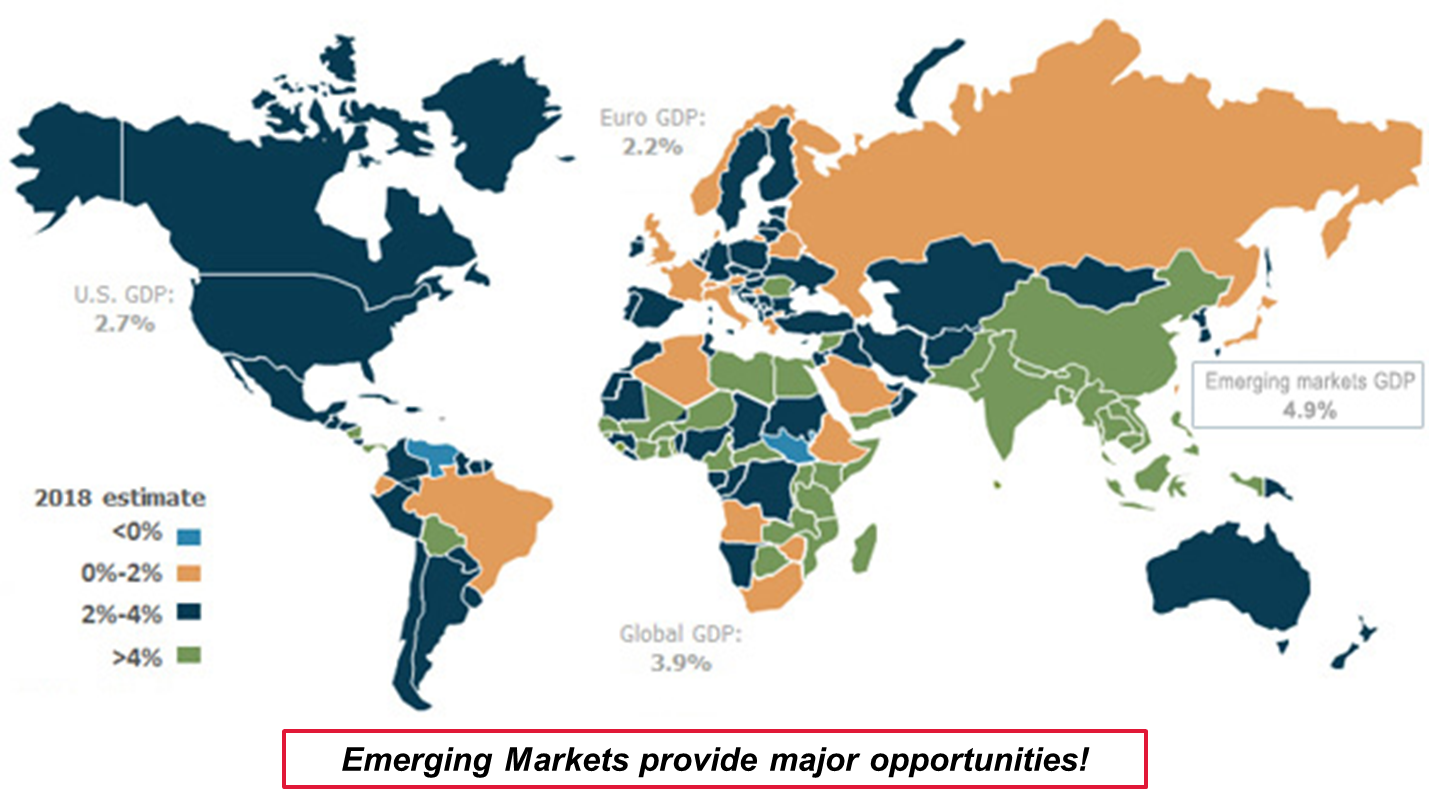 Euro GDP:
2.2%
U.S. GDP:
2.7%
Emerging markets GDP
4.9%
2018 estimate
<0%
0%-2%
2%-4%
>4%
Global GDP:
3.9%
Emerging Markets provide major opportunities!